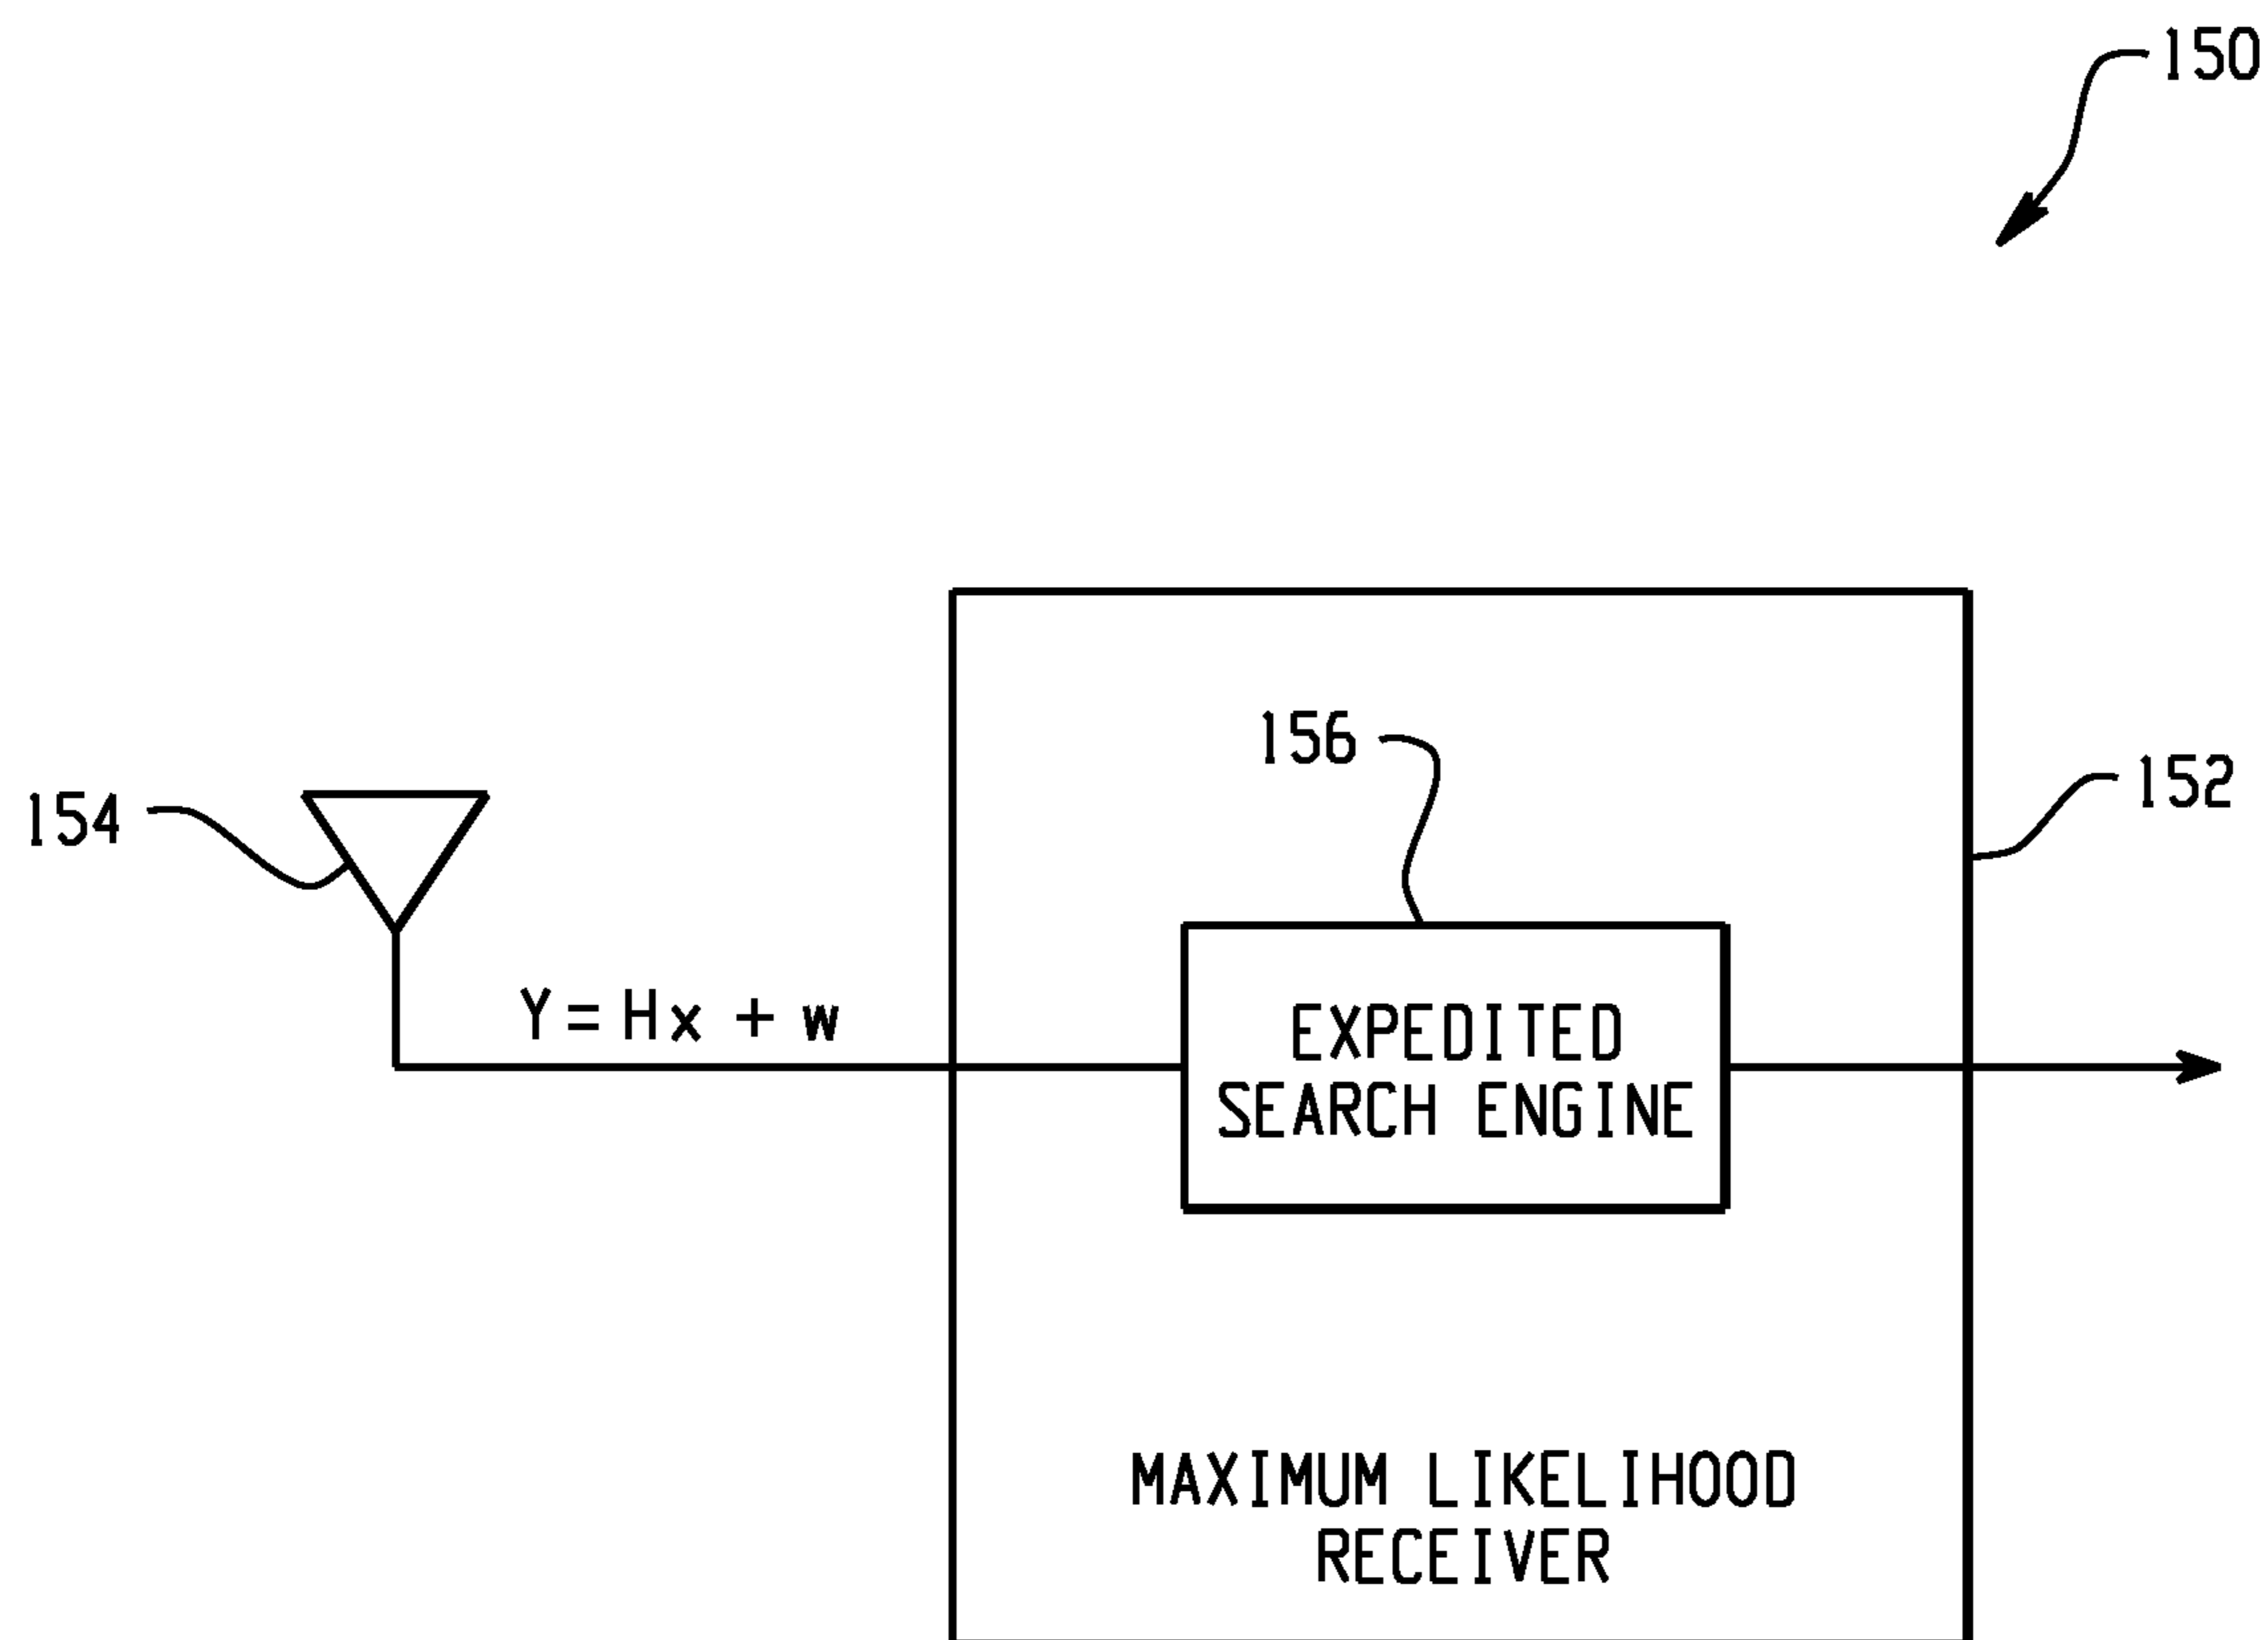 150
156
152
154
Y = Hx + w
EXPEDITED
SEARCH ENGINE
MAXIMUM LIKELIHOOD
RECEIVER